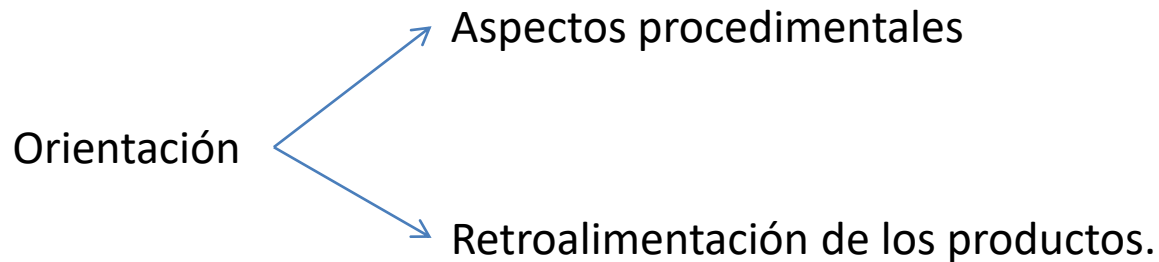 Aspectos procedimentales
Orientación
Retroalimentación de los productos.